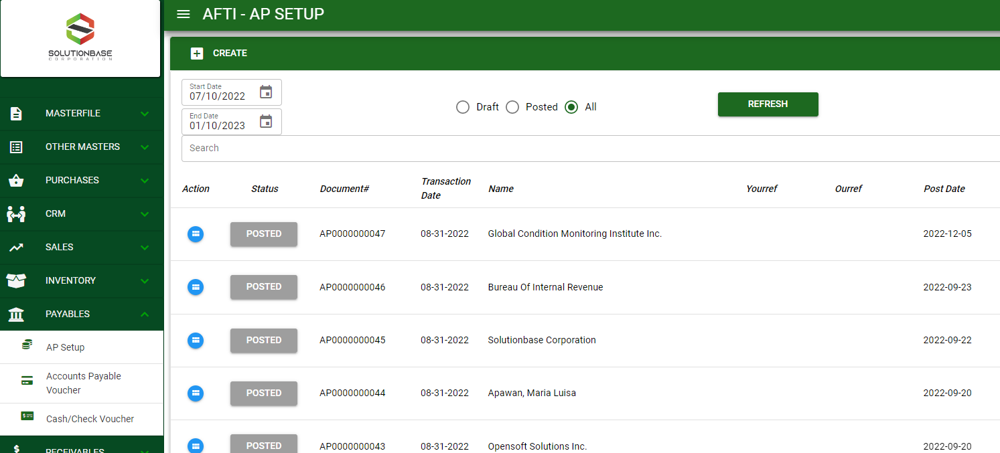 SOLUTIONBASE
CORPORATION
MASTERFILE
OTHER MASTERS
PURCHASES
CRM
SALES
INVENTORY
PAYABLES
AP Setup
Accounts Payable
Voucher
Cash/Check Voucher
RECEIVABLES
AFTI - AP SETUP
CREATE
Start Date
07/10/2022
End Date
01/10/2023
Draft Posted All
REFRESH
Search
Action Status Document# Transaction Date Name Yourref Ourref Post Date
POSTED AP0000000047 08-31-2022 Global Condition Monitoring Institute Inc. 2022-12-05
POSTED AP0000000046 08-31-2022 Bureau Of Internal Revenue 2022-09-23
POSTED AP0000000045 08-31-2022 Solutionbase Corporation 2022-09-22
POSTED AP0000000044 08-31-2022 Apawan, Maria Luisa 2022-09-20
POSTED AP0000000043 08-31-2022 Opensoft Solutions Inc. 2022-09-20